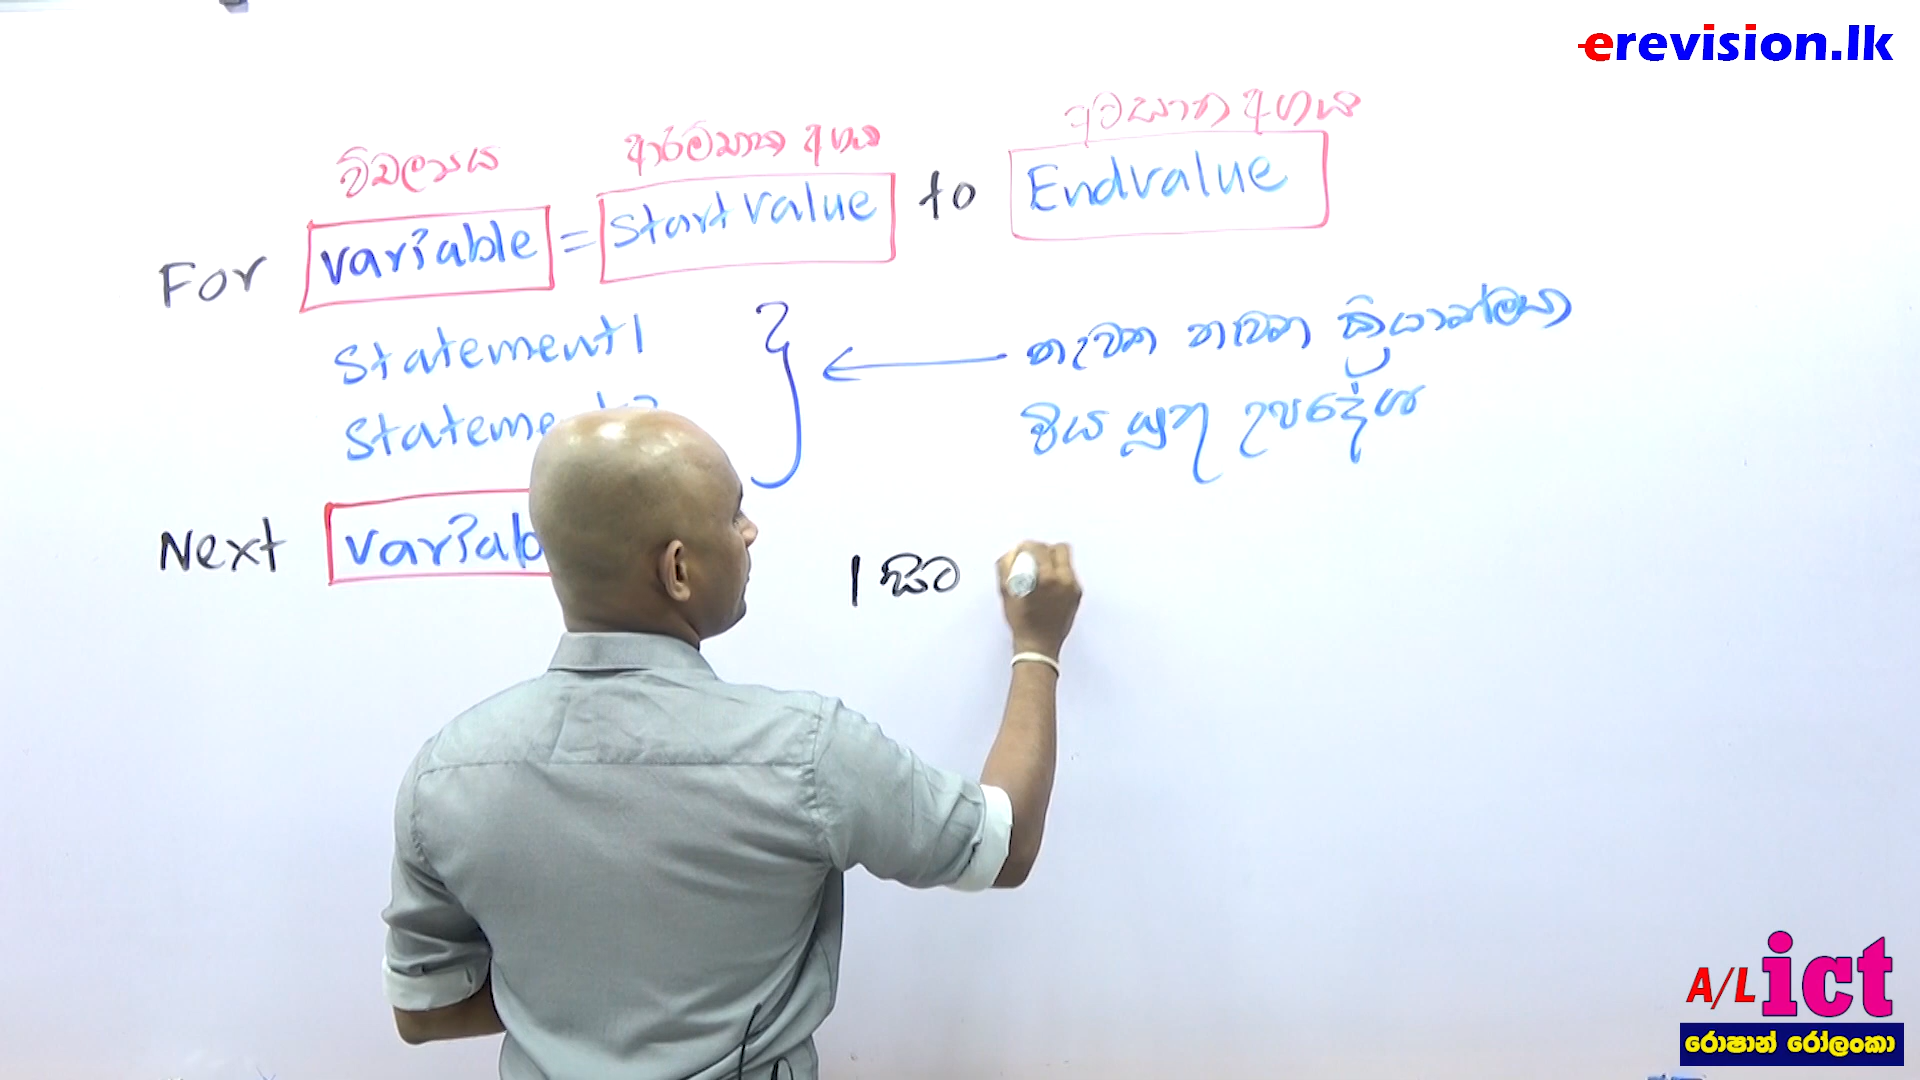 erevision.lk
විචල්‍යය ආරම්භක අගය අවසාන අගය
For variable = Start Value to Endvalue
Statement1
නැවත නැවත ක්‍රියාත්මක
Stateme
විය යුතු උපදේශ
Next variab
1 සිට
A/L ict
රොෂාන් රෝලංකා